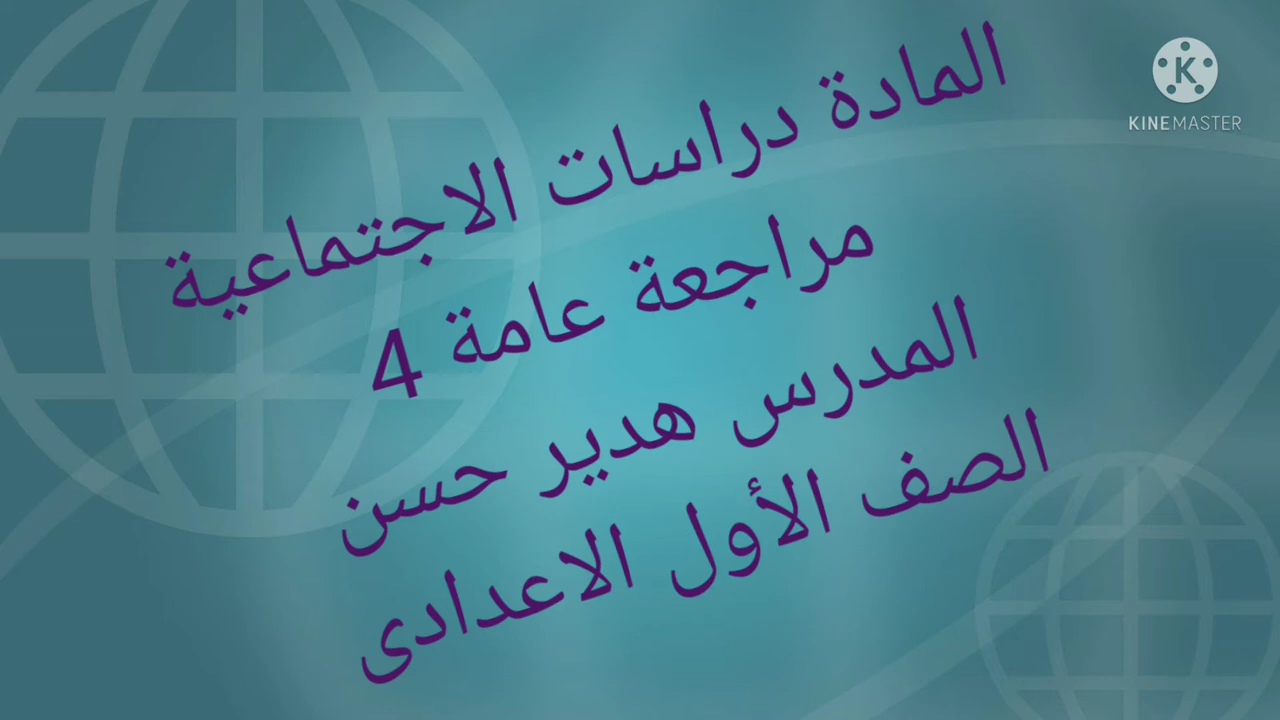 المادة دراسات الاجتماعية
مراجعة عامة 4
المدرس هدير حسن
الصف الأول الاعدادى
K
KINEMASTER